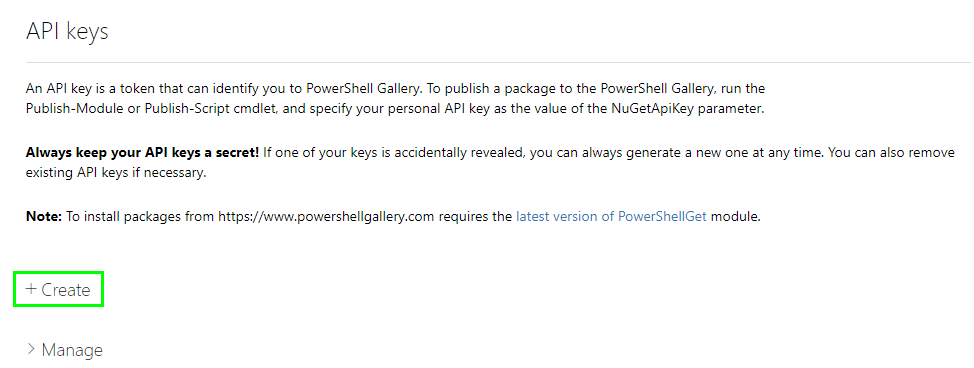 API keys
An API key is a token that can identify you to PowerShell Gallery. To publish a package to the PowerShell Gallery, run the
Publish-Module or Publish-Script cmdlet, and specify your personal API key as the value of the NuGetApiKey parameter.
Always keep your API keys a secret! If one of your keys is accidentally revealed, you can always generate a new one at any time. You can also remove
existing API keys if necessary.
Note: To install packages from https://www.powershellgallery.com requires the latest version of PowerShellGet module.
+ Create
> Manage